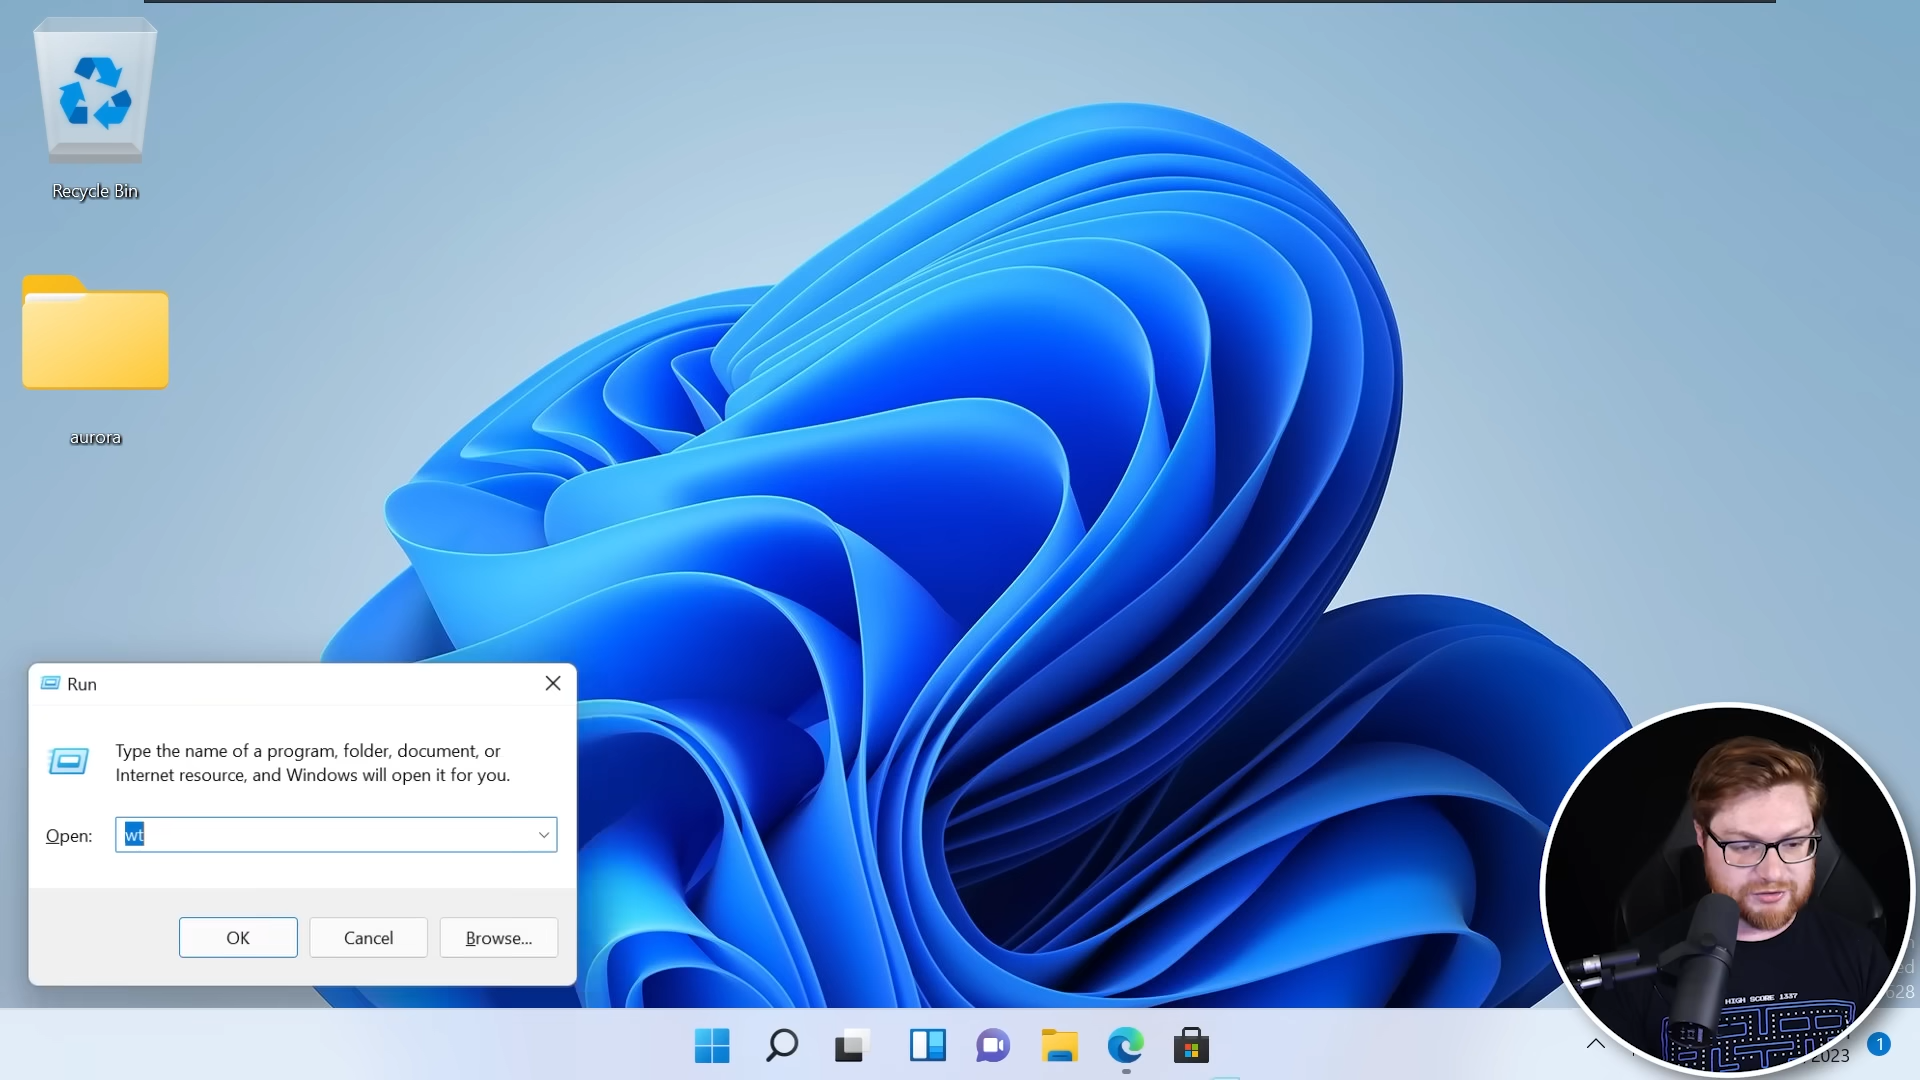 Recycle Bin
aurora
Run
Type the name of a program, folder, document, or
Internet resource, and Windows will open it for you.
Open:
wt
OK
Cancel
Browse...
HIGH SCORE 1337
2023
1